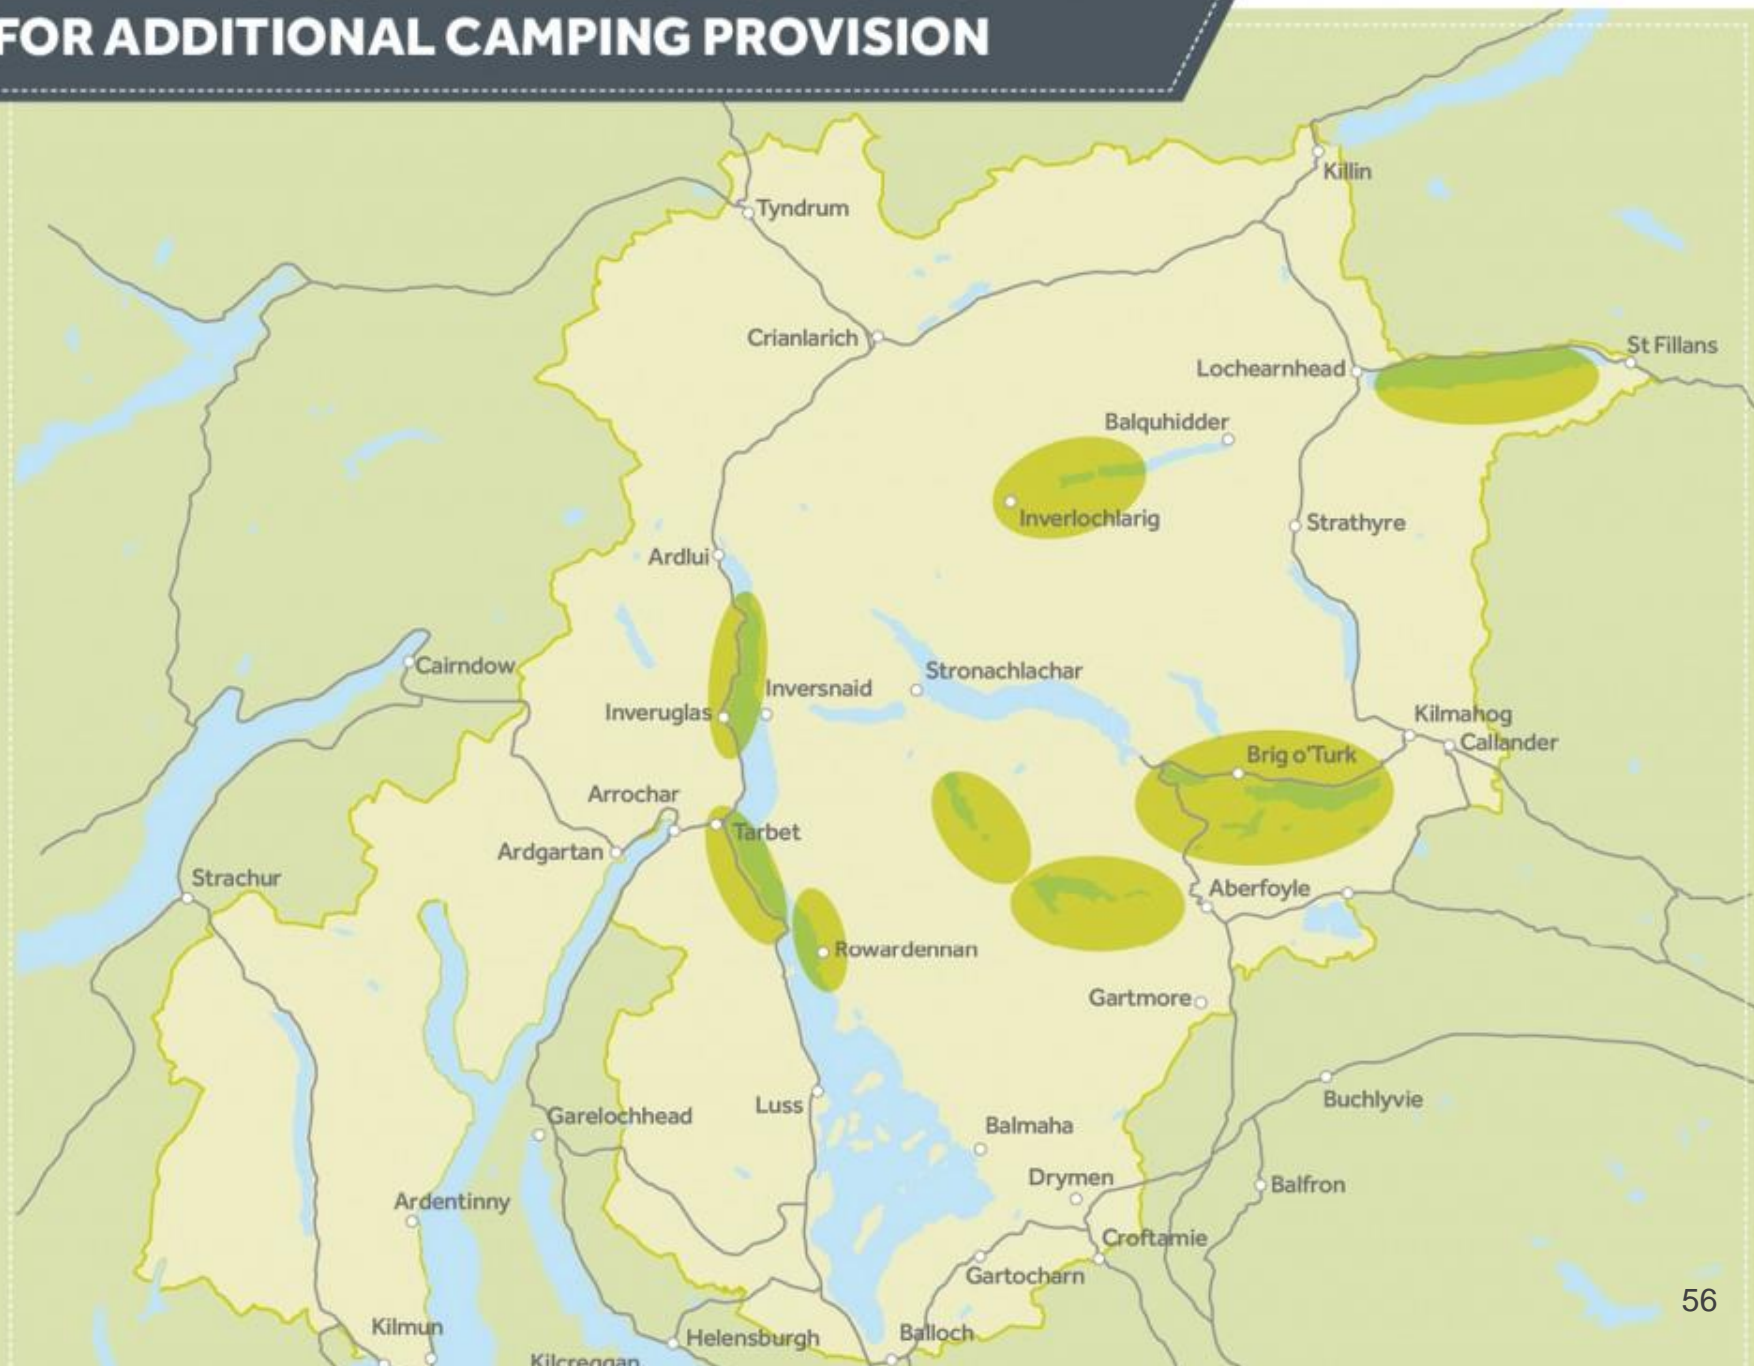 FOR ADDITIONAL CAMPING PROVISION
Killin
Tyndrum
Crianlarich
St Fillans
Lochearnhead
Balquhidder
Inverlochlarig
Strathyre
Ardlui
Cairndow
Stronachlachar
Inversnaid
Inveruglas
Kilmahog
Callander
Brig o'Turk
Arrochar
Tarbet
Ardgartan
Strachur
Aberfoyle
Rowardennan
Gartmore
Buchlyvie
Luss
Garelochhead
Balmaha
Drymen
Balfron
Ardentinny
Croftamie
Gartocharn
56
Kilmun
Helensburgh
Balloch
Kilcreggan